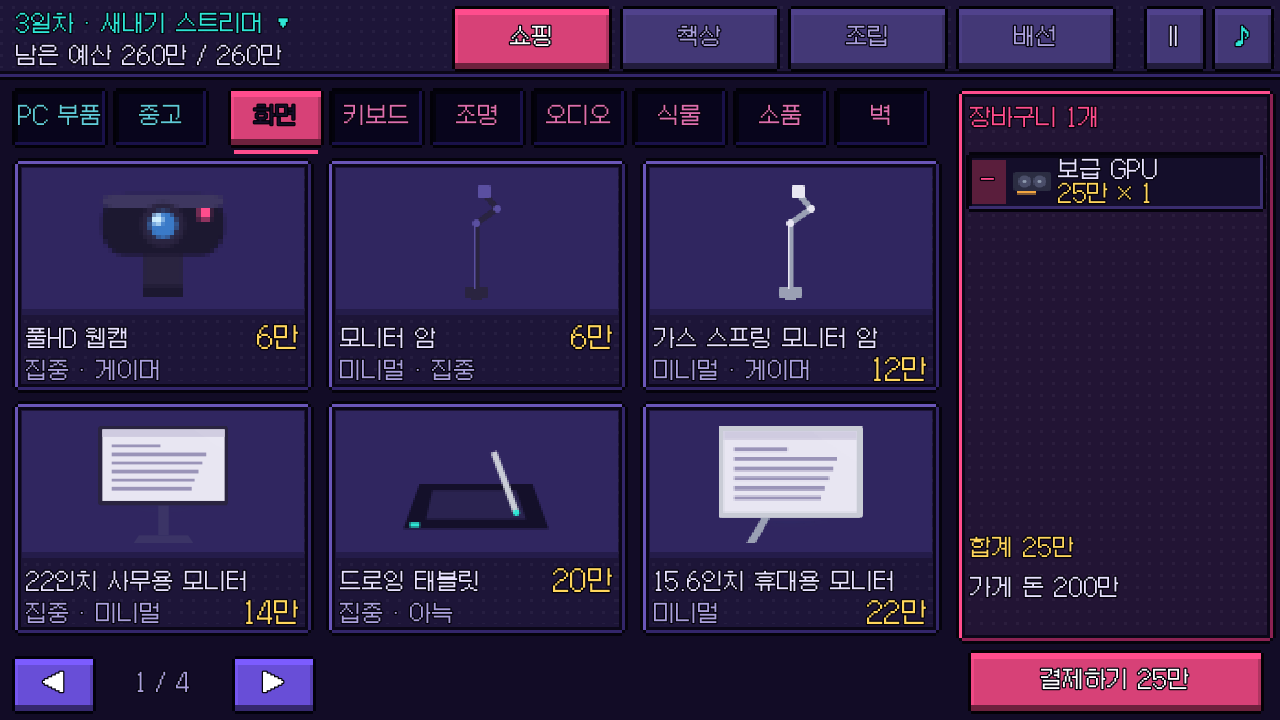 3일차 · 새내기 스트리머 ▼
남은 예산 260만 / 260만
쇼핑
책상
조립
배선
PC 부품
중고
화면
키보드
조명
오디오
식물
소품
벽
풀HD 웹캠 6만
집중 · 게이머
모니터 암 6만
미니멀 · 집중
가스 스프링 모니터 암
미니멀 · 게이머 12만
22인치 사무용 모니터
집중 · 미니멀 14만
드로잉 태블릿 20만
집중 · 아늑
15.6인치 휴대용 모니터
미니멀 22만
1 / 4
장바구니 1개
보급 GPU
25만 × 1
합계 25만
가게 돈 200만
결제하기 25만